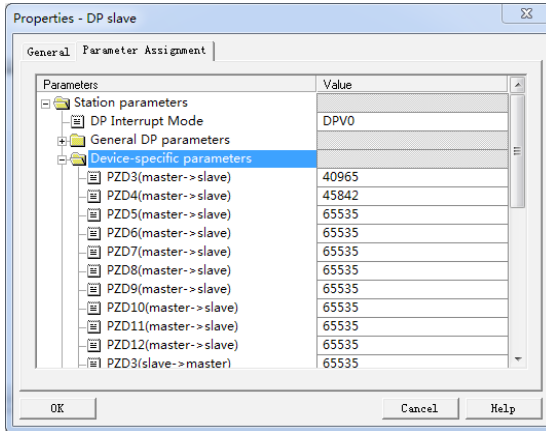 Properties - DP slave
General Parameter Assignment
Parameters Value
Station parameters
DP Interrupt Mode DPV0
General DP parameters
Device-specific parameters
PZD3(master->slave) 40965
PZD4(master->slave) 45842
PZD5(master->slave) 65535
PZD6(master->slave) 65535
PZD7(master->slave) 65535
PZD8(master->slave) 65535
PZD9(master->slave) 65535
PZD10(master->slave) 65535
PZD11(master->slave) 65535
PZD12(master->slave) 65535
PZD3(slave->master) 65535
OK Cancel Help